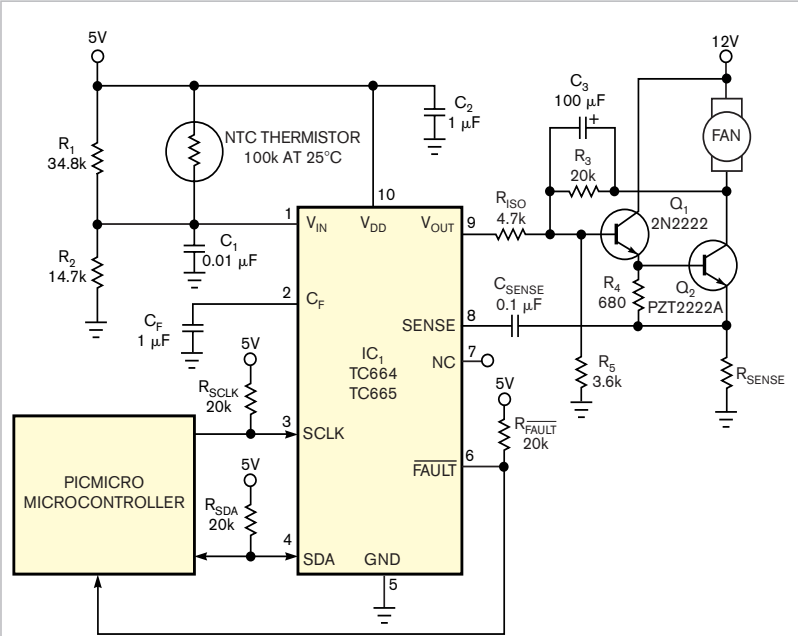 5V
12V
C3
100 µF
+
C2
1 µF
FAN
R1
34.8k
NTC THERMISTOR
100k AT 25°C
R3
20k
10
RISO
4.7k
Q1
2N2222
1
VIN
VDD
VOUT
9
R2
14.7k
C1
0.01 µF
CSENSE
0.1 µF
R4
680
Q2
PZT2222A
2
CF
8
SENSE
CF
1 µF
5V
IC1
TC664
TC665
NC
7
R5
3.6k
RSENSE
RSCLK
20k
5V
RFAULT
20k
3
SCLK
6
FAULT
PICMICRO
MICROCONTROLLER
5V
RSDA
20k
4
SDA
GND
5